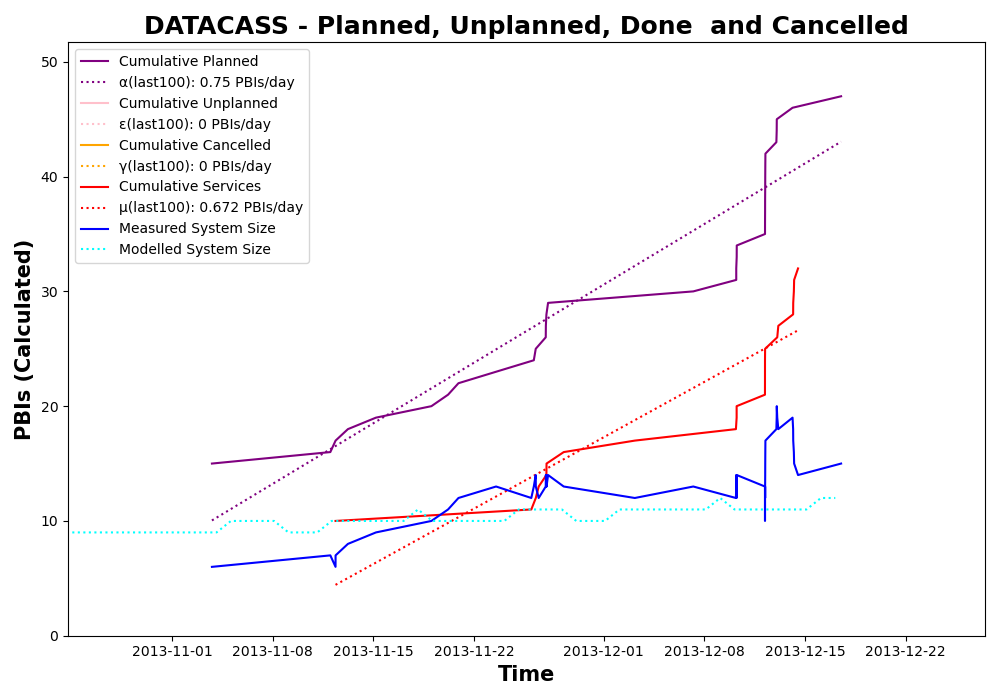 DATACASS - Planned, Unplanned, Done  and Cancelled
Cumulative Planned
α(last100): 0.75 PBIs/day
Cumulative Unplanned
ε(last100): 0 PBIs/day
Cumulative Cancelled
γ(last100): 0 PBIs/day
Cumulative Services
μ(last100): 0.672 PBIs/day
Measured System Size
Modelled System Size
PBIs (Calculated)
50
40
30
20
10
0
2013-11-01
2013-11-08
2013-11-15
2013-11-22
2013-12-01
2013-12-08
2013-12-15
2013-12-22
Time